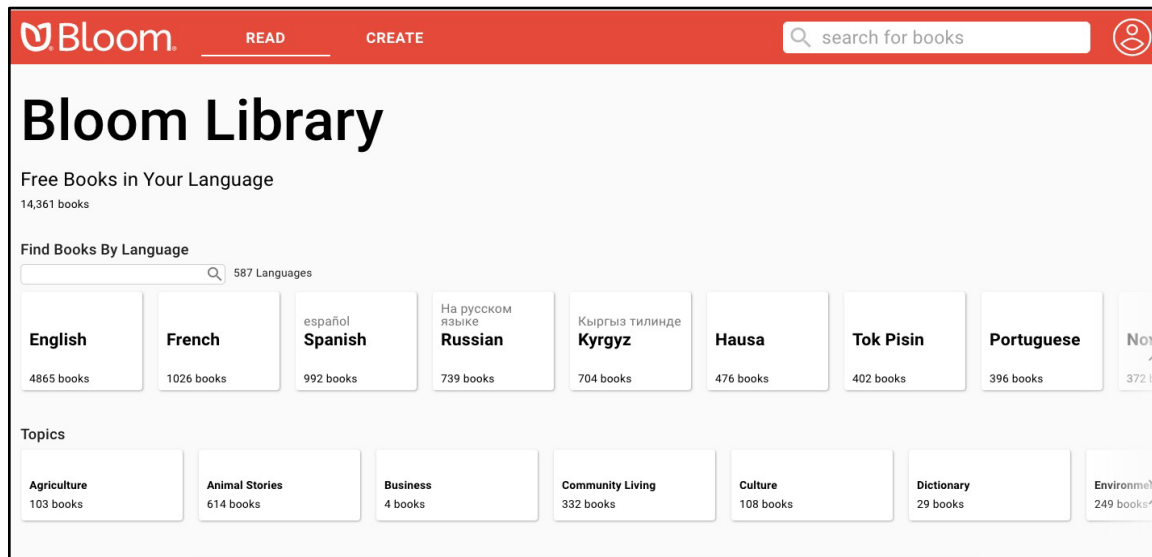 Bloom
READ
CREATE
search for books
Bloom Library
Free Books in Your Language
14,361 books
Find Books By Language
587 Languages
English
4865 books
French
1026 books
español
Spanish
992 books
На русском
языке
Russian
739 books
Кыргыз тилинде
Kyrgyz
704 books
Hausa
476 books
Tok Pisin
402 books
Portuguese
396 books
372
Topics
Agriculture
103 books
Animal Stories
614 books
Business
4 books
Community Living
332 books
Culture
108 books
Dictionary
29 books
249 books